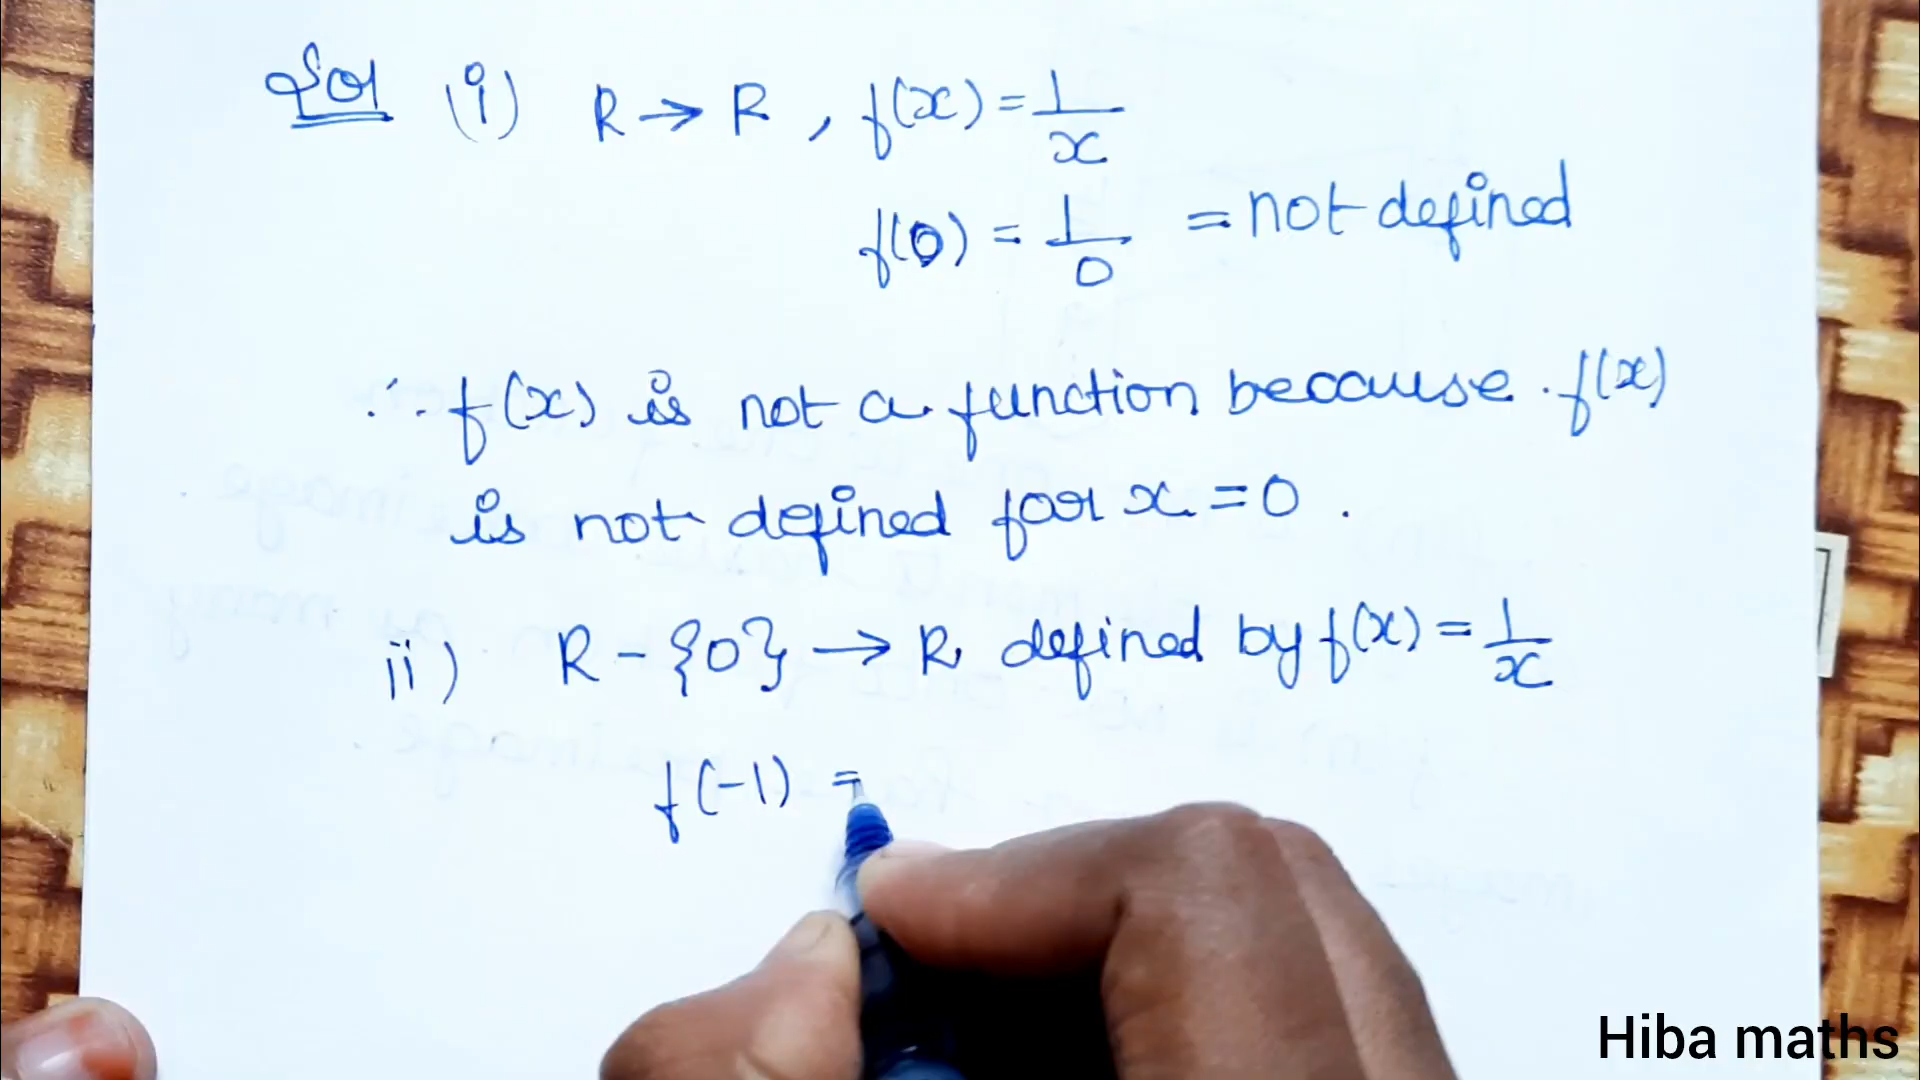 Sol (i) R → R , f(x) = 1/x
f(0) = 1/0 = not defined
∴ f(x) is not a function because f(x)
is not defined for x = 0 .
ii) R - {0} → R defined by f(x) = 1/x
f(-1) =
Hiba maths